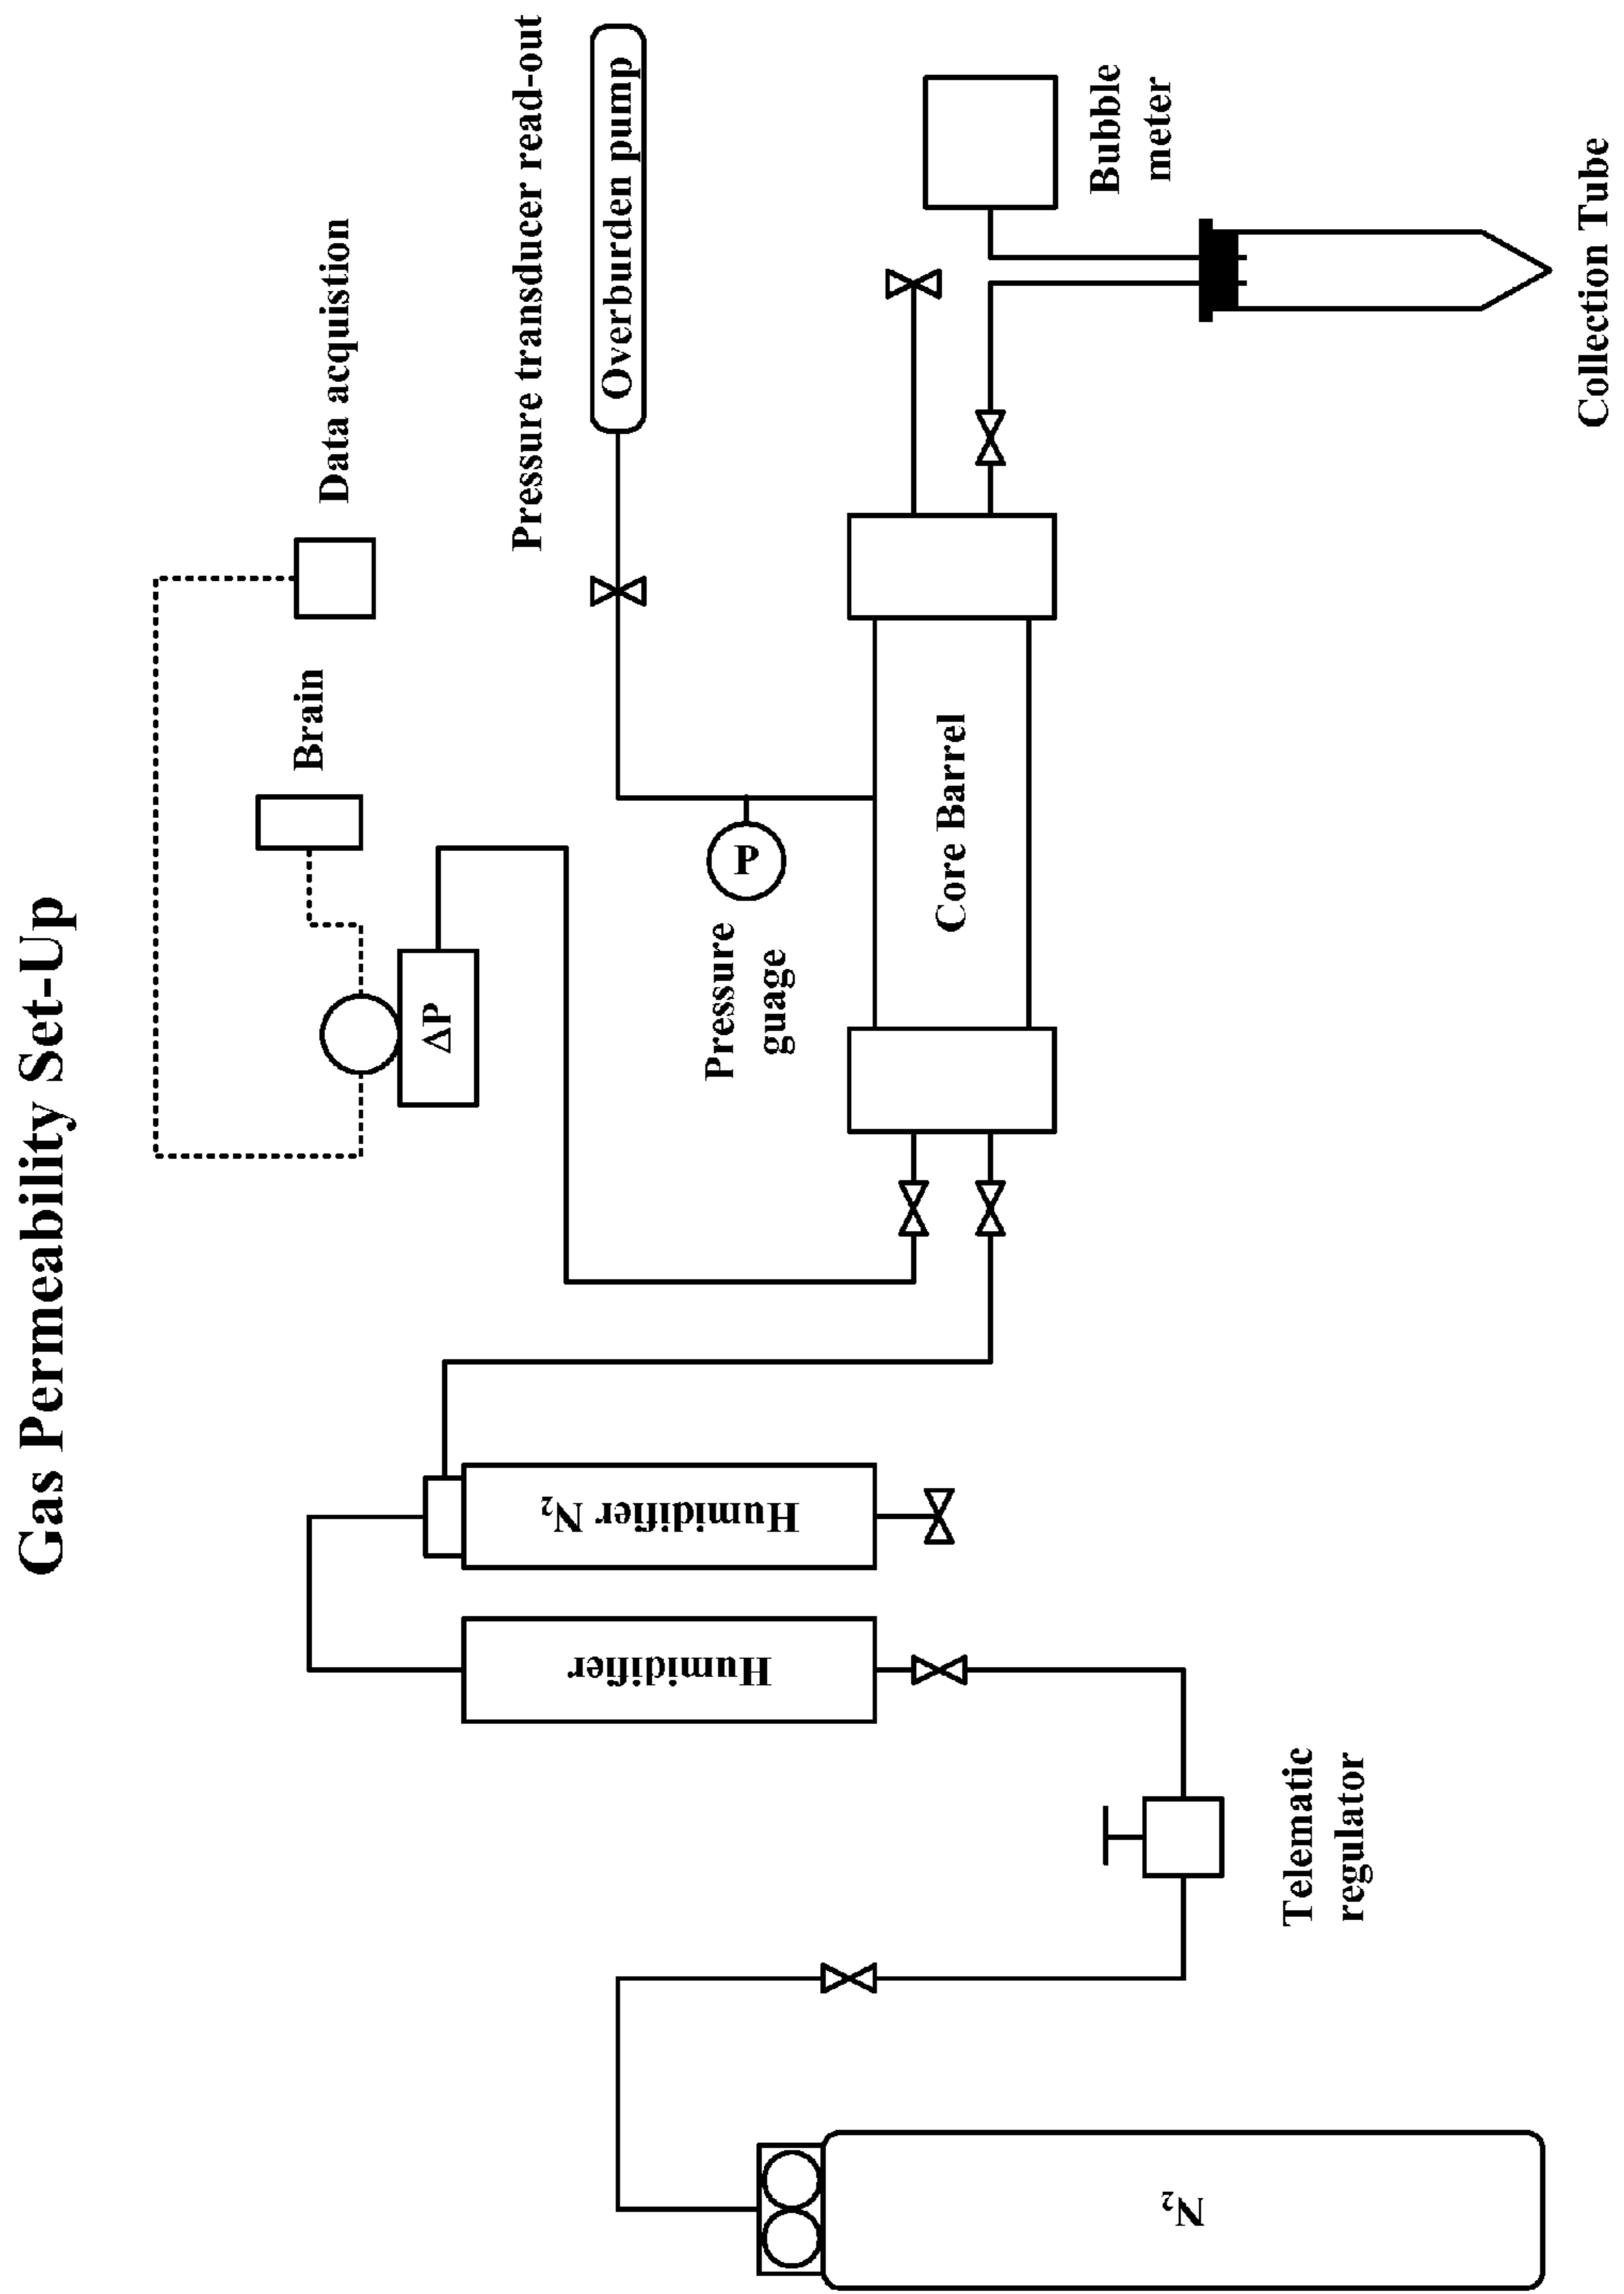 Gas Permeability Set-Up
Data acquistion
Brain
Pressure transducer read-out
Overburden pump
ΔP
P
Pressure
guage
Core Barrel
Bubble
meter
Collection Tube
Humidifier N₂
Humidifier
Telematic
regulator
N₂